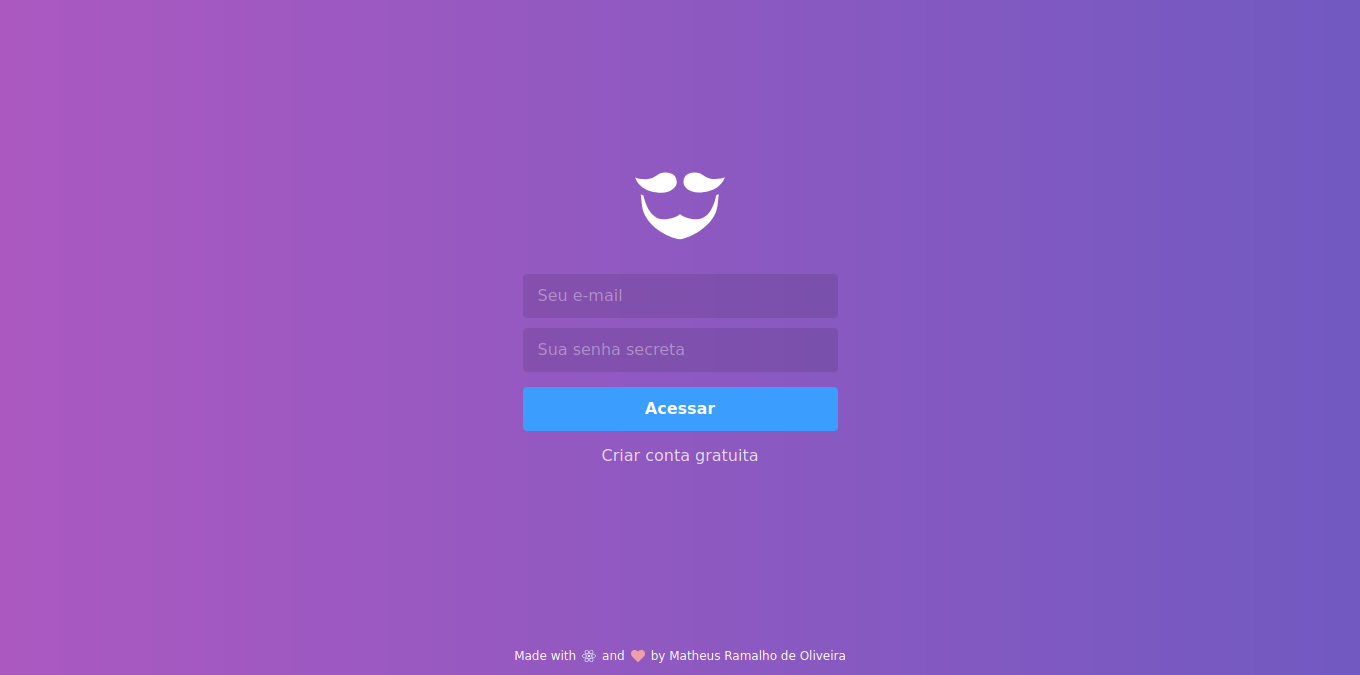 Seu e-mail
Sua senha secreta
Acessar
Criar conta gratuita
Made with and by Matheus Ramalho de Oliveira